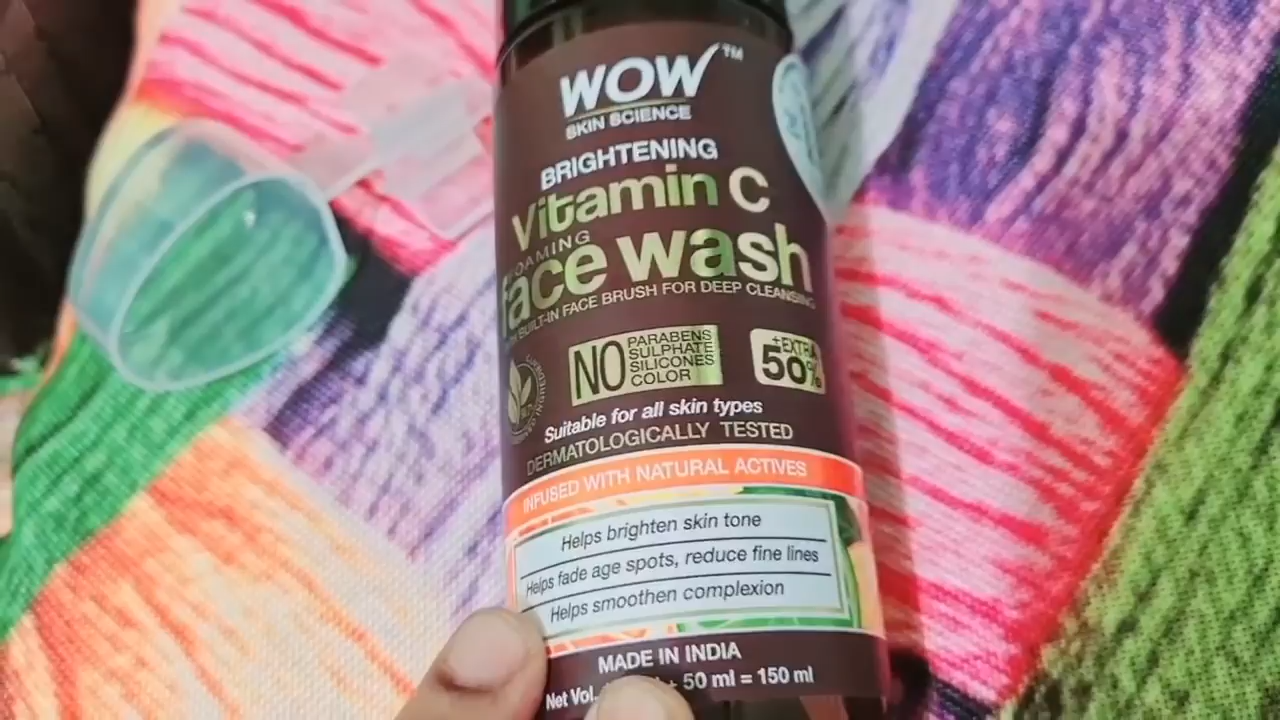 WOW™
SKIN SCIENCE
BRIGHTENING
Vitamin C
FOAMING
face wash
BUILT-IN FACE BRUSH FOR DEEP CLEANSING
NO PARABENS
SULPHATE
SILICONES
COLOR
+EXTRA
50%
Suitable for all skin types
DERMATOLOGICALLY TESTED
INFUSED WITH NATURAL ACTIVES
Helps brighten skin tone
Helps fade age spots, reduce fine lines
Helps smoothen complexion
MADE IN INDIA
Net Vol. + 50 ml = 150 ml